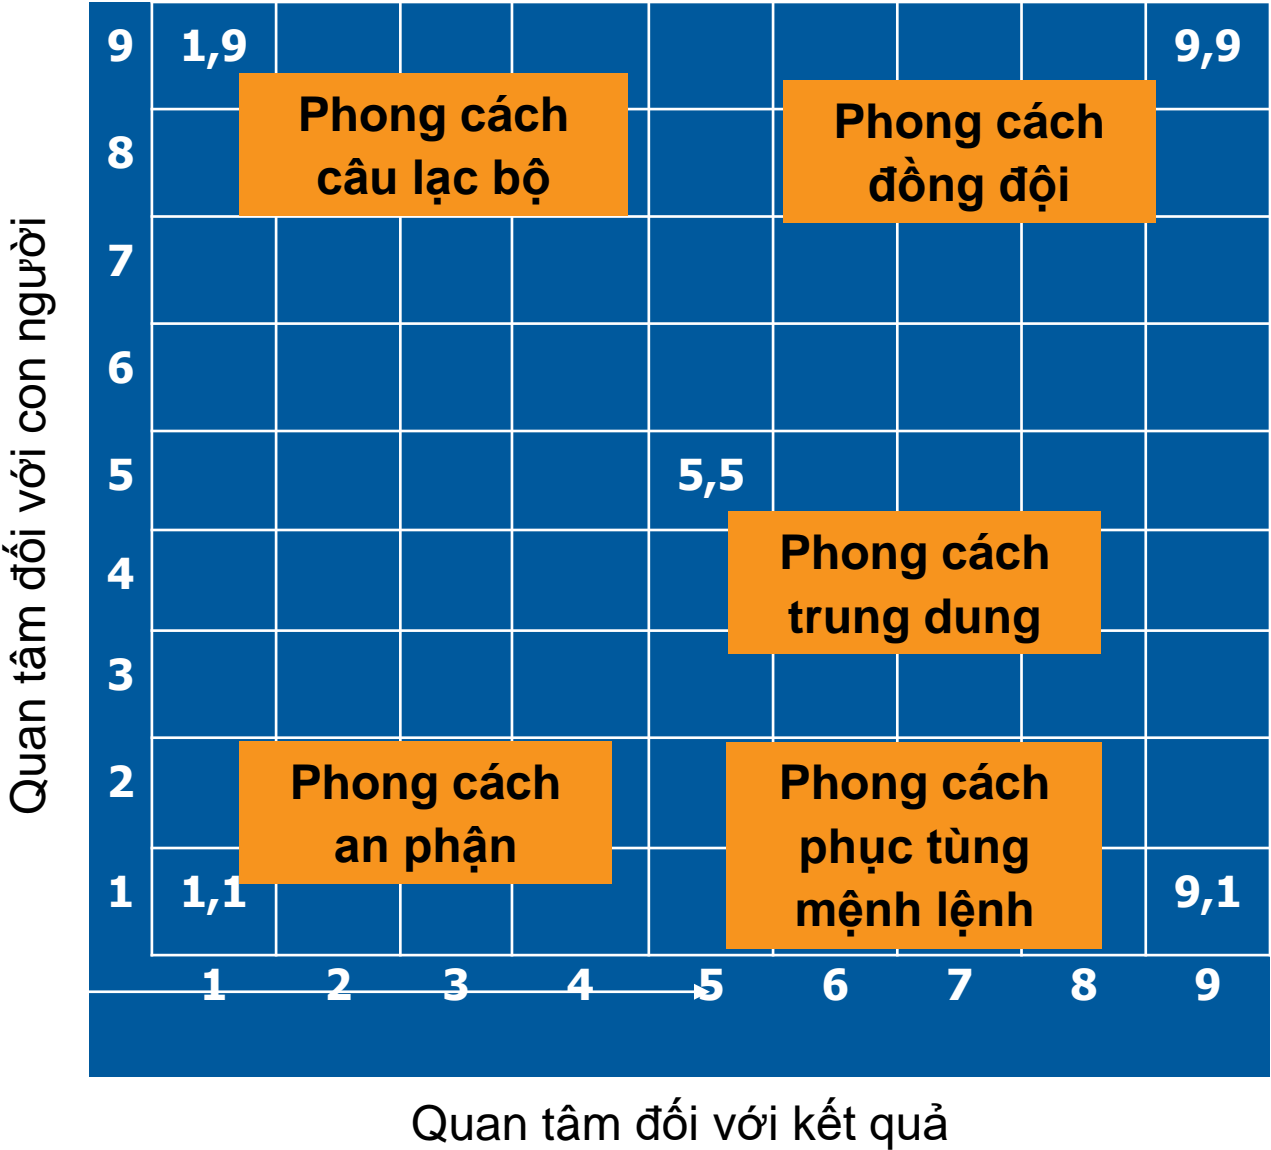 9 1,9 9,9
Phong cách
câu lạc bộ
Phong cách
đồng đội
8
7
6
5 5,5
Phong cách
trung dung
4
3
2
Phong cách
an phận
Phong cách
phục tùng
mệnh lệnh
1 1,1 9,1
1 2 3 4 5 6 7 8 9
Quan tâm đối với con người
Quan tâm đối với kết quả